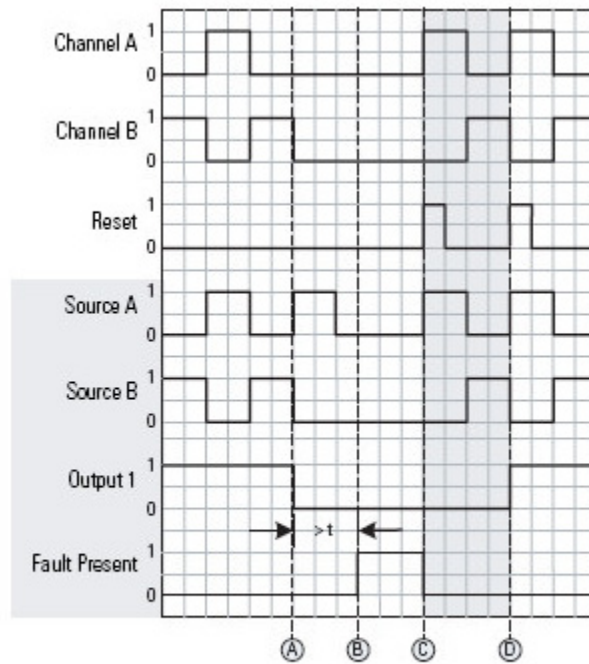 Channel A 1
0
Channel B 1
0
Reset 1
0
Source A 1
0
Source B 1
0
Output 1 1
0
>t
Fault Present 1
0
A B C D